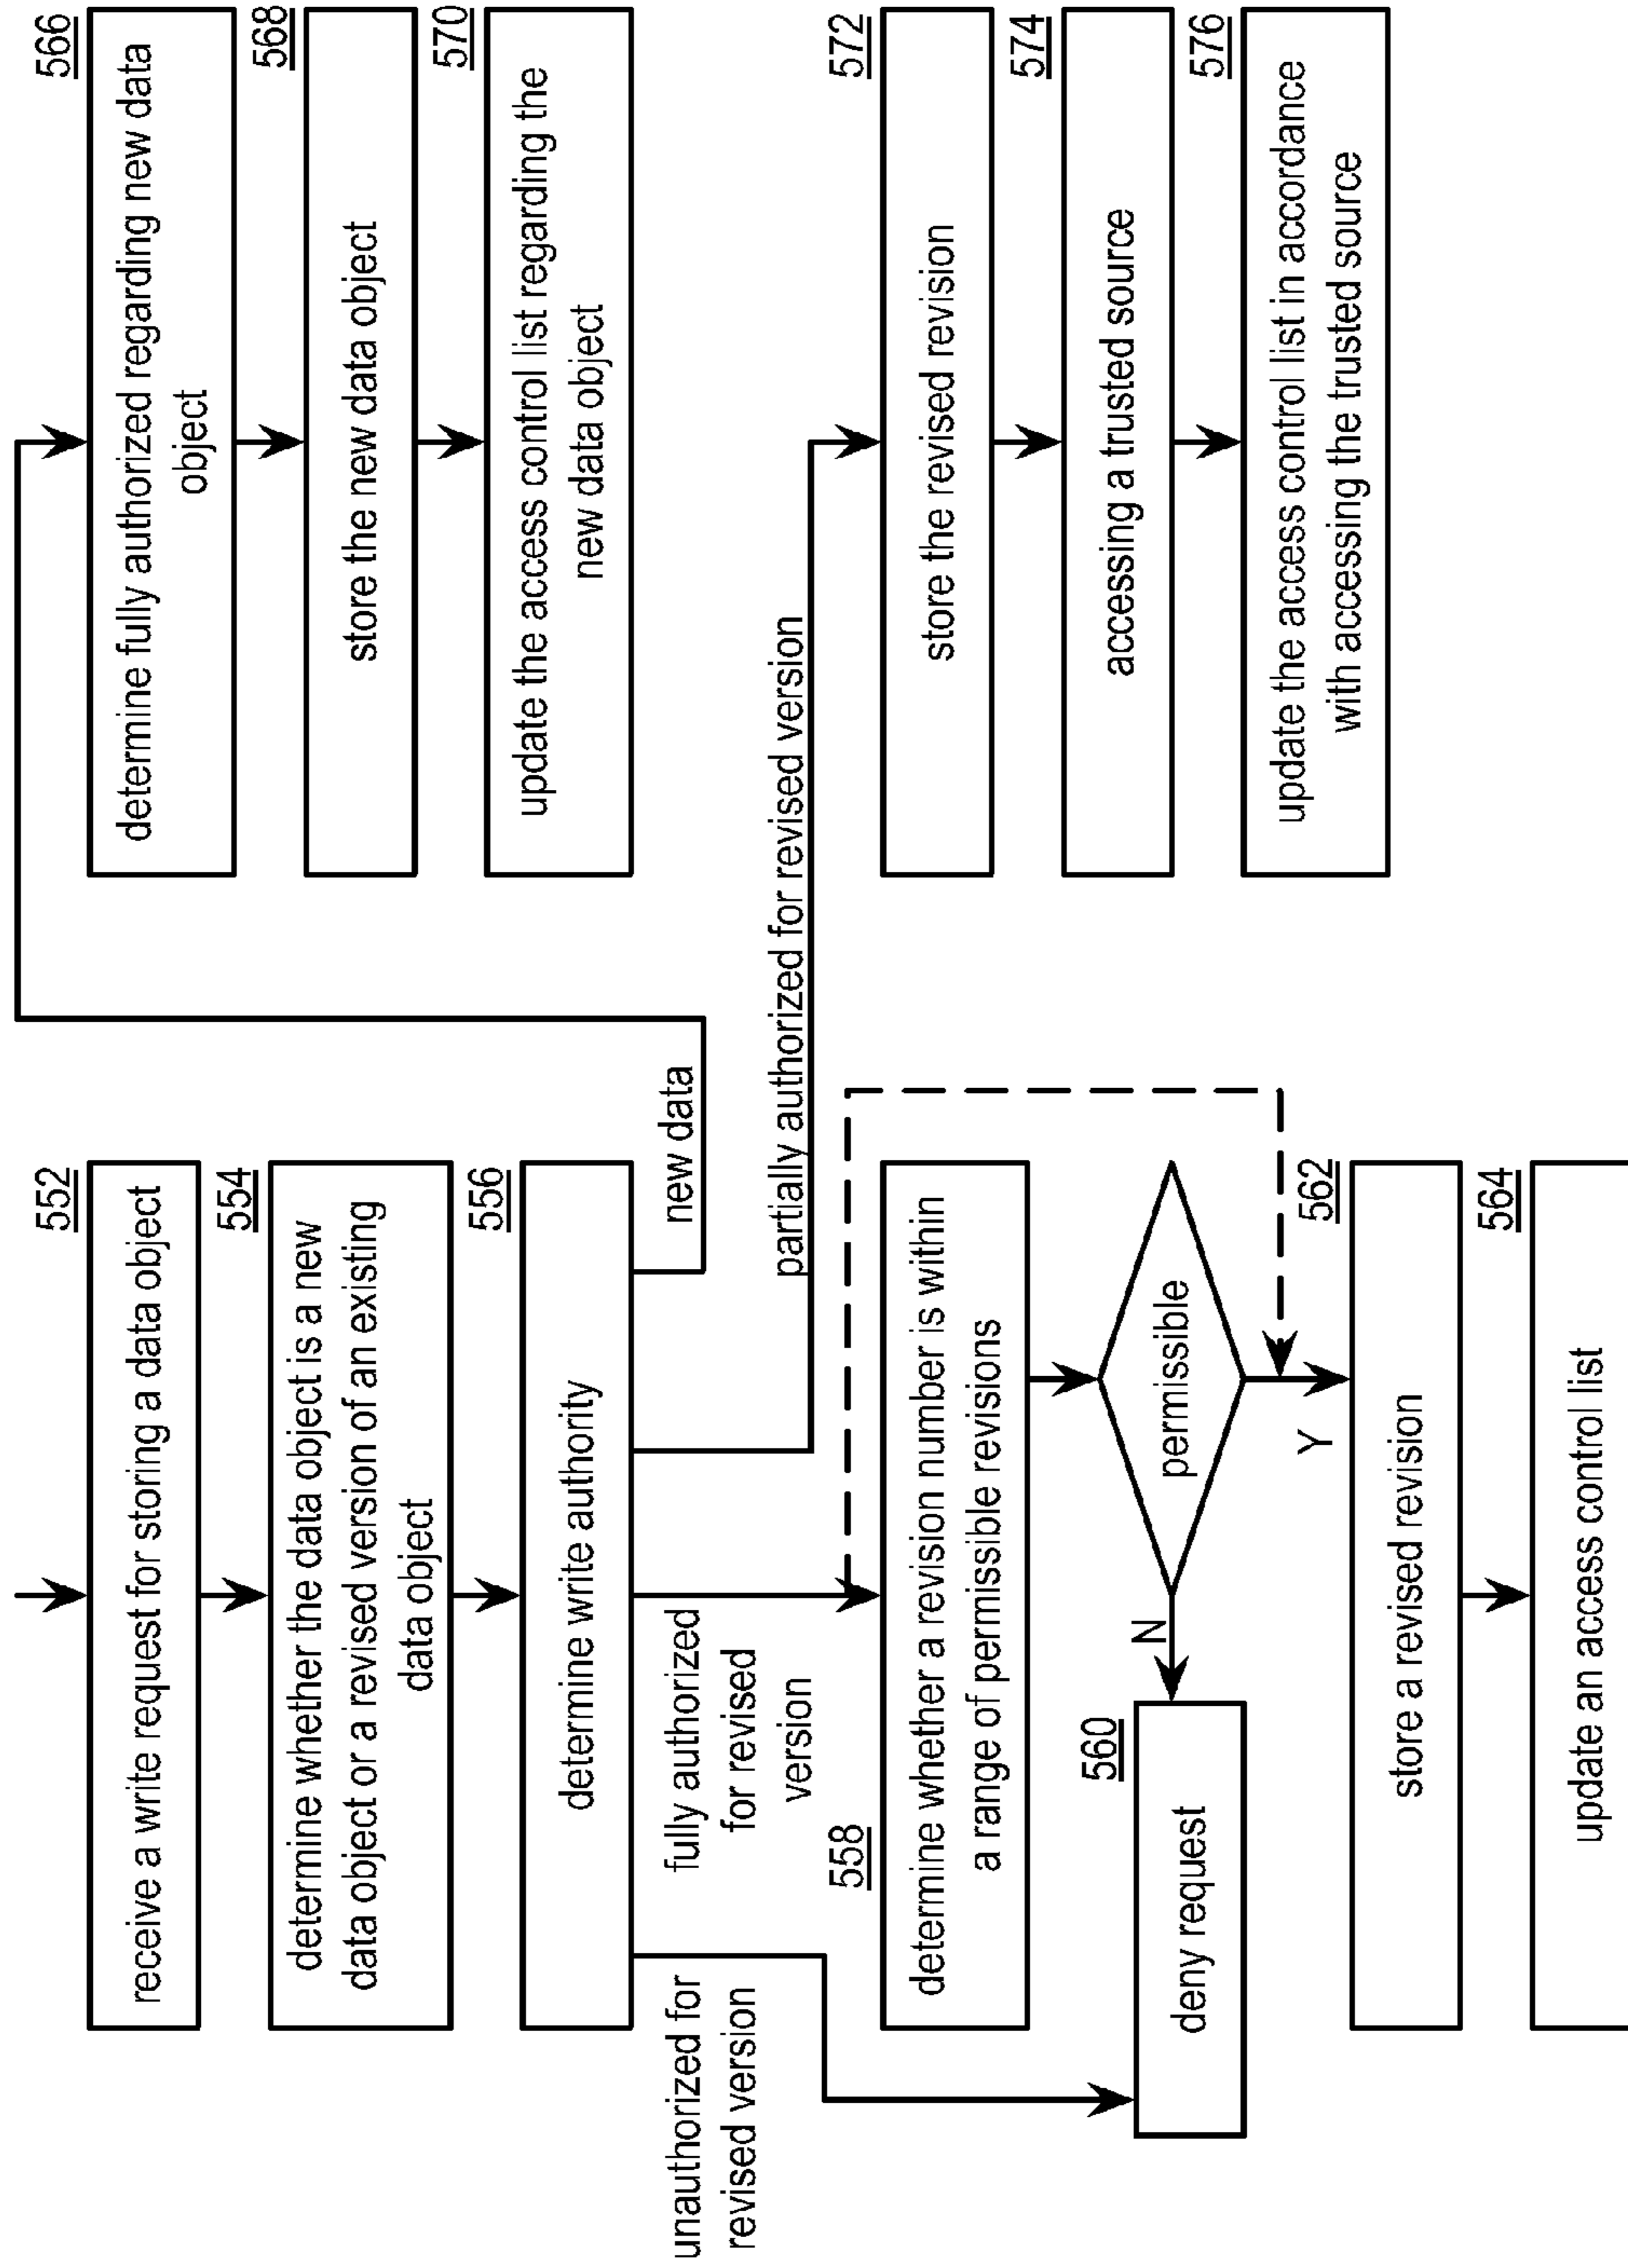 552
receive a write request for storing a data object
554
determine whether the data object is a new
data object or a revised version of an existing
data object
556
determine write authority
new data
partially authorized for revised version
fully authorized
for revised
version
unauthorized for
revised version
558
determine whether a revision number is within
a range of permissible revisions
permissible
N
Y
560
deny request
562
store a revised revision
564
update an access control list
566
determine fully authorized regarding new data
object
568
store the new data object
570
update the access control list regarding the
new data object
572
store the revised revision
574
accessing a trusted source
576
update the access control list in accordance
with accessing the trusted source